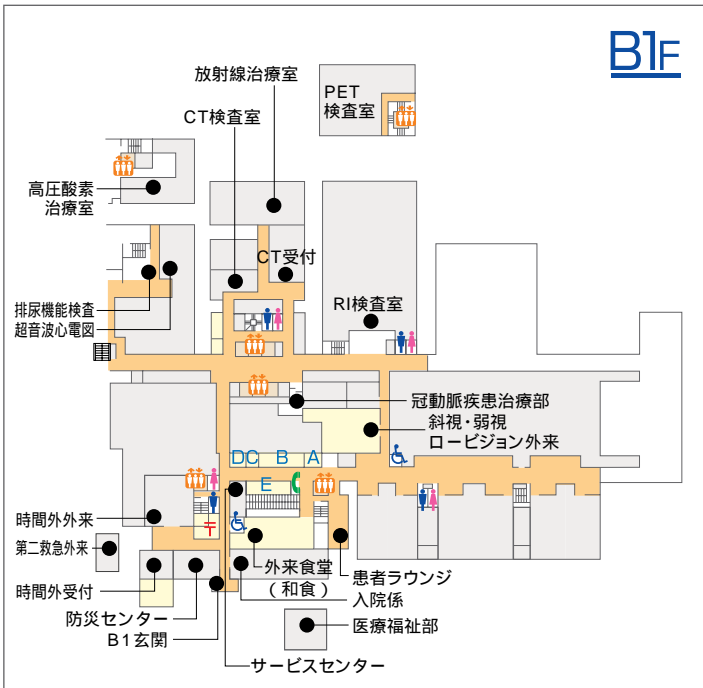 B1F
放射線治療室
PET
検査室
CT検査室
高圧酸素
治療室
CT受付
排尿機能検査
超音波心電図
RI検査室
冠動脈疾患治療部
斜視・弱視
ロービジョン外来
D C B A
E
時間外外来
〒
第二救急外来
外来食堂
(和食)
患者ラウンジ
時間外受付
入院係
防災センター
医療福祉部
B1玄関
サービスセンター